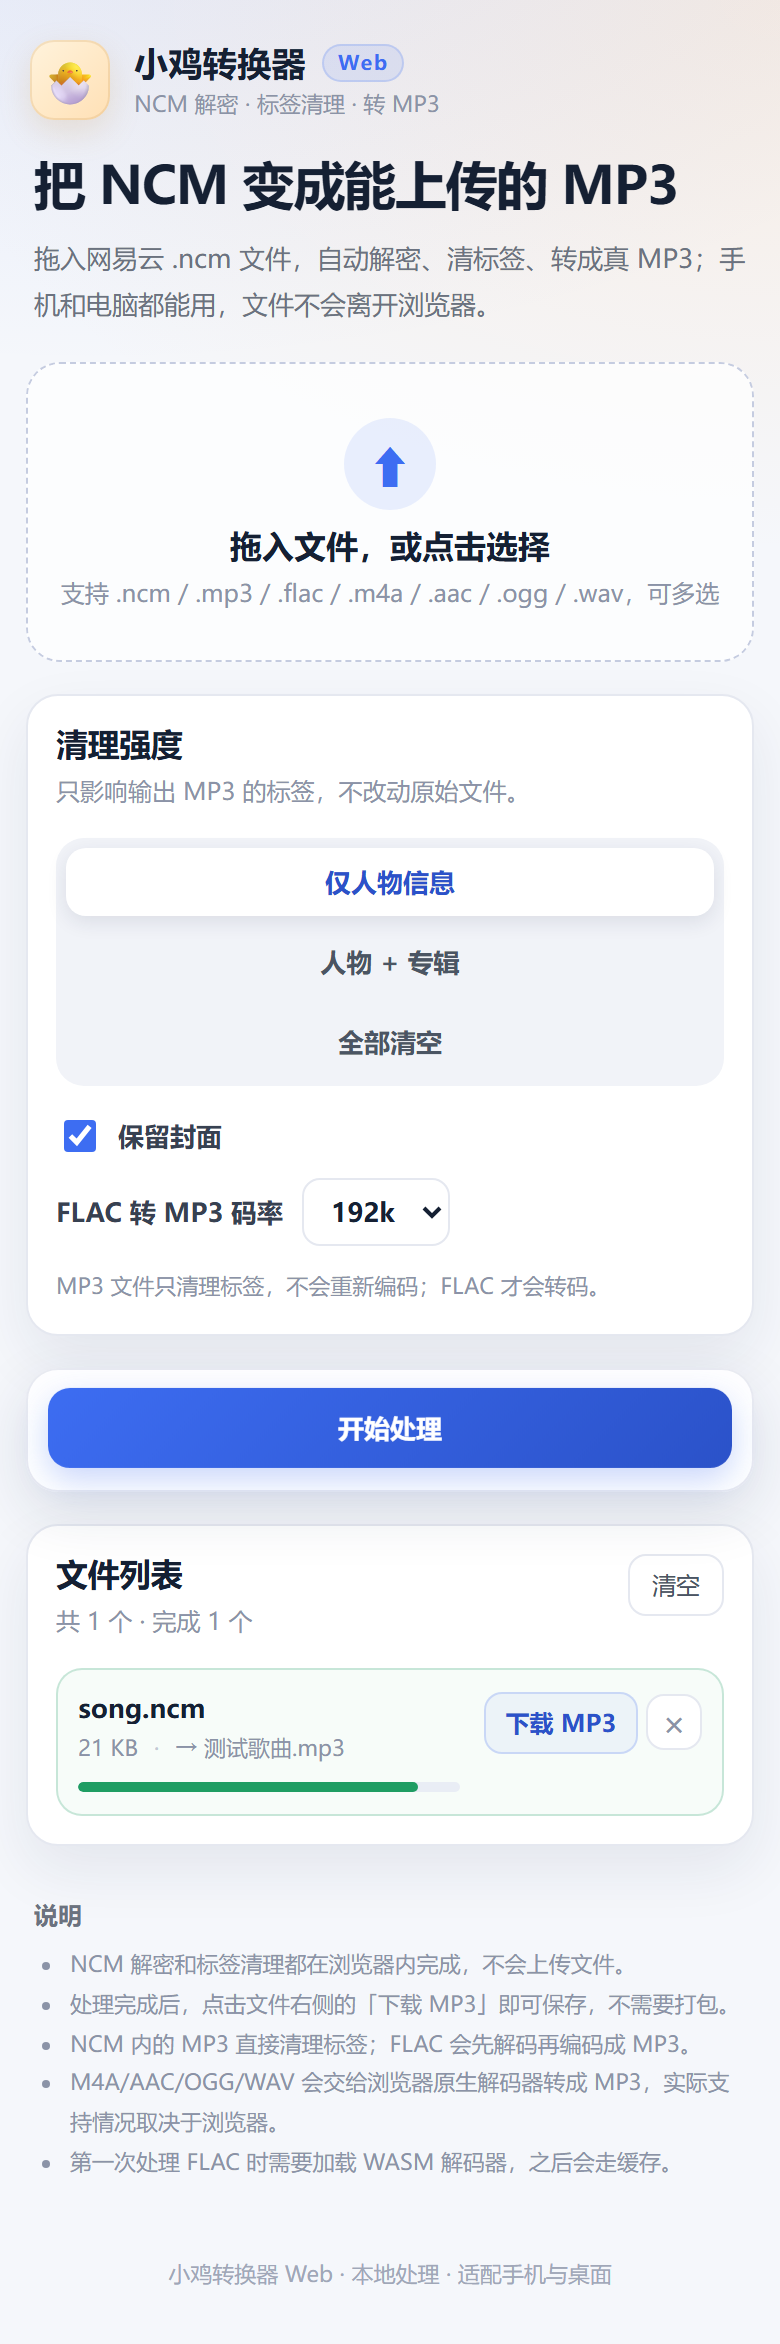 小鸡转换器 Web
NCM 解密 · 标签清理 · 转 MP3
把 NCM 变成能上传的 MP3
拖入网易云 .ncm 文件，自动解密、清标签、转成真 MP3；手
机和电脑都能用，文件不会离开浏览器。
拖入文件，或点击选择
支持 .ncm / .mp3 / .flac / .m4a / .aac / .ogg / .wav，可多选
清理强度
只影响输出 MP3 的标签，不改动原始文件。
仅人物信息
人物 + 专辑
全部清空
保留封面
FLAC 转 MP3 码率 192k
MP3 文件只清理标签，不会重新编码；FLAC 才会转码。
开始处理
文件列表
清空
共 1 个 · 完成 1 个
song.ncm
下载 MP3 ×
21 KB · → 测试歌曲.mp3
说明
• NCM 解密和标签清理都在浏览器内完成，不会上传文件。
• 处理完成后，点击文件右侧的「下载 MP3」即可保存，不需要打包。
• NCM 内的 MP3 直接清理标签；FLAC 会先解码再编码成 MP3。
• M4A/AAC/OGG/WAV 会交给浏览器原生解码器转成 MP3，实际支
持情况取决于浏览器。
• 第一次处理 FLAC 时需要加载 WASM 解码器，之后会走缓存。
小鸡转换器 Web · 本地处理 · 适配手机与桌面